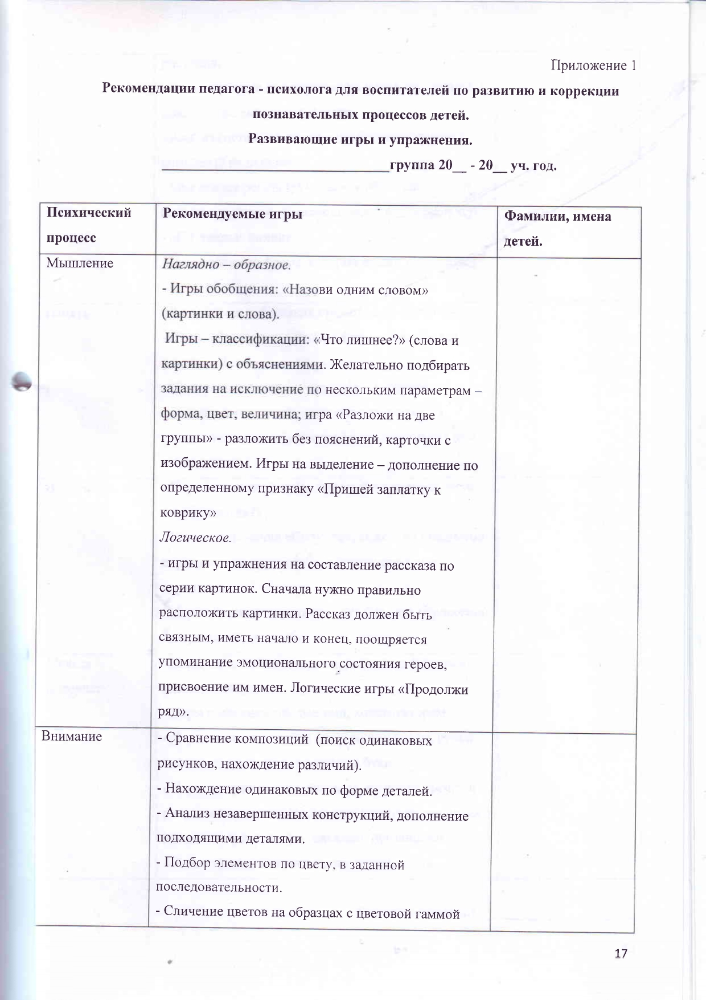 Приложение 1
Рекомендации педагога - психолога для воспитателей по развитию и коррекции
познавательных процессов детей.
Развивающие игры и упражнения.
_______________________________группа 20__ - 20__ уч. год.
Психический
процесс
Рекомендуемые игры
Фамилии, имена
детей.
Мышление
Наглядно – образное.
- Игры обобщения: «Назови одним словом»
(картинки и слова).
Игры – классификации: «Что лишнее?» (слова и
картинки) с объяснениями. Желательно подбирать
задания на исключение по нескольким параметрам –
форма, цвет, величина; игра «Разложи на две
группы» - разложить без пояснений, карточки с
изображением. Игры на выделение – дополнение по
определенному признаку «Пришей заплатку к
коврику»
Логическое.
- игры и упражнения на составление рассказа по
серии картинок. Сначала нужно правильно
расположить картинки. Рассказ должен быть
связным, иметь начало и конец, поощряется
упоминание эмоционального состояния героев,
присвоение им имен. Логические игры «Продолжи
ряд».
Внимание
- Сравнение композиций (поиск одинаковых
рисунков, нахождение различий).
- Нахождение одинаковых по форме деталей.
- Анализ незавершенных конструкций, дополнение
подходящими деталями.
- Подбор элементов по цвету, в заданной
последовательности.
- Сличение цветов на образцах с цветовой гаммой
17